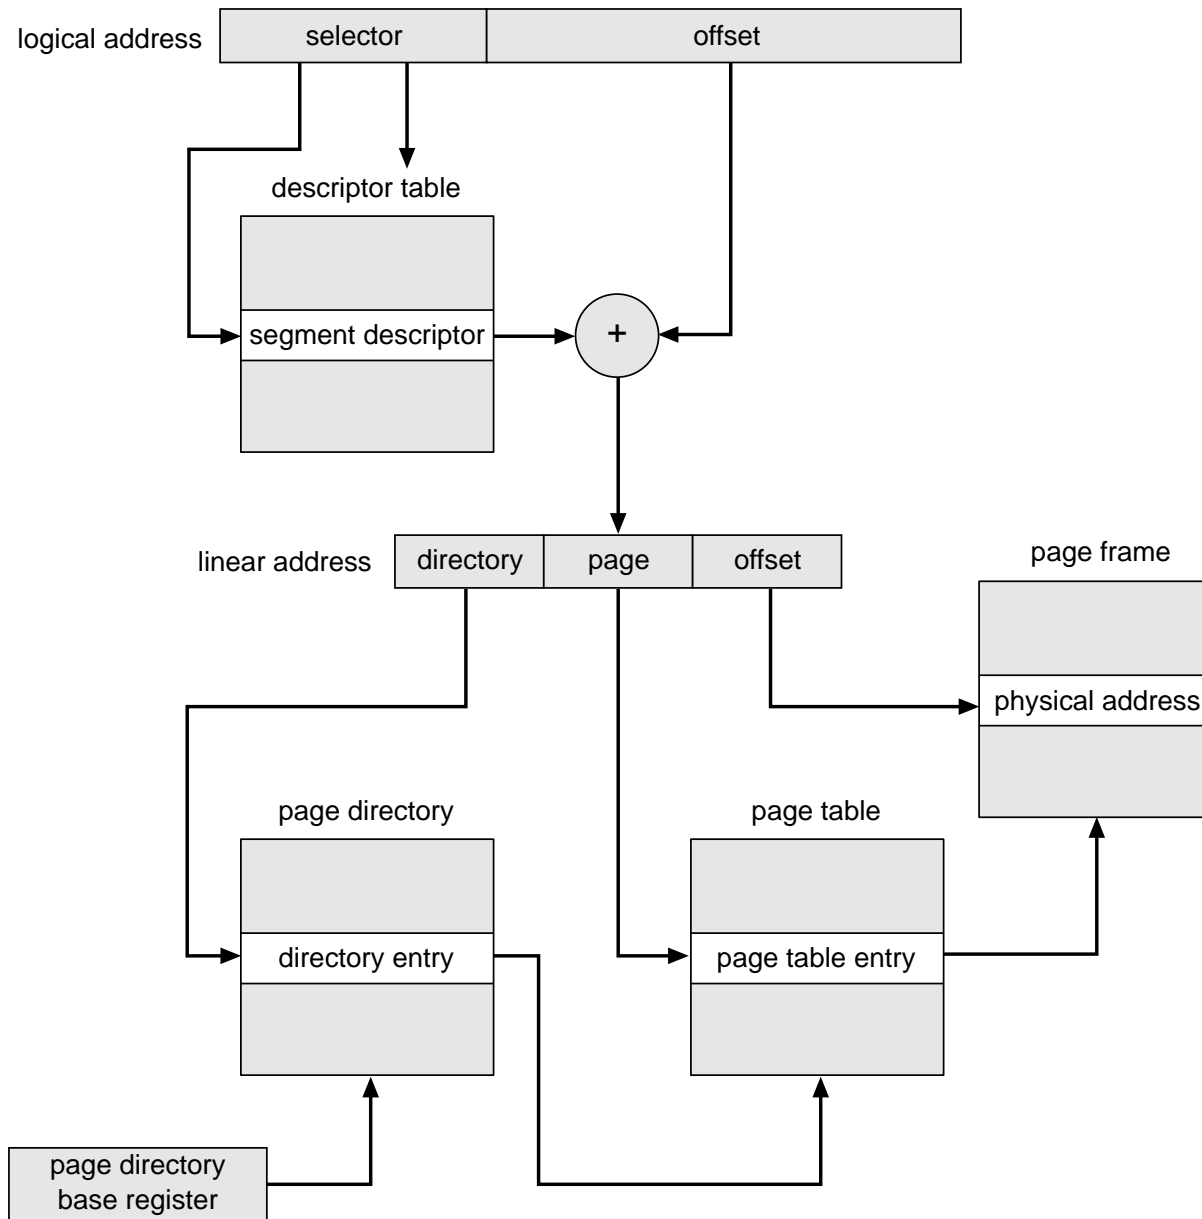 logical address
selector
offset
descriptor table
segment descriptor
+
linear address
directory
page
offset
page frame
physical address
page directory
page table
directory entry
page table entry
page directory
base register